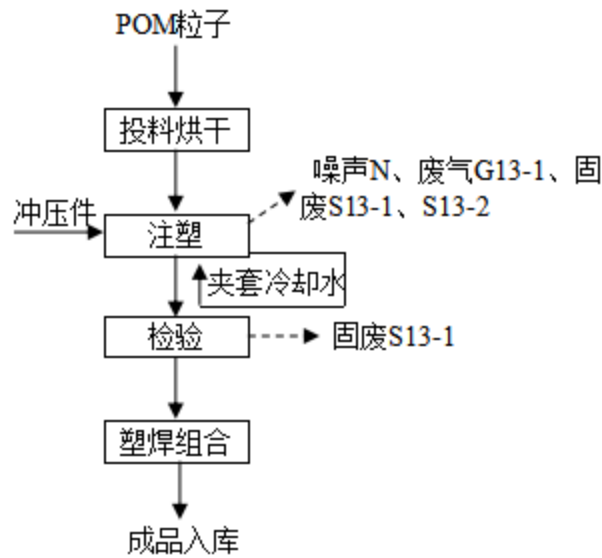 POM粒子
投料烘干
噪声N、废气G13-1、固
废S13-1、S13-2
冲压件
注塑
夹套冷却水
检验
固废S13-1
塑焊组合
成品入库